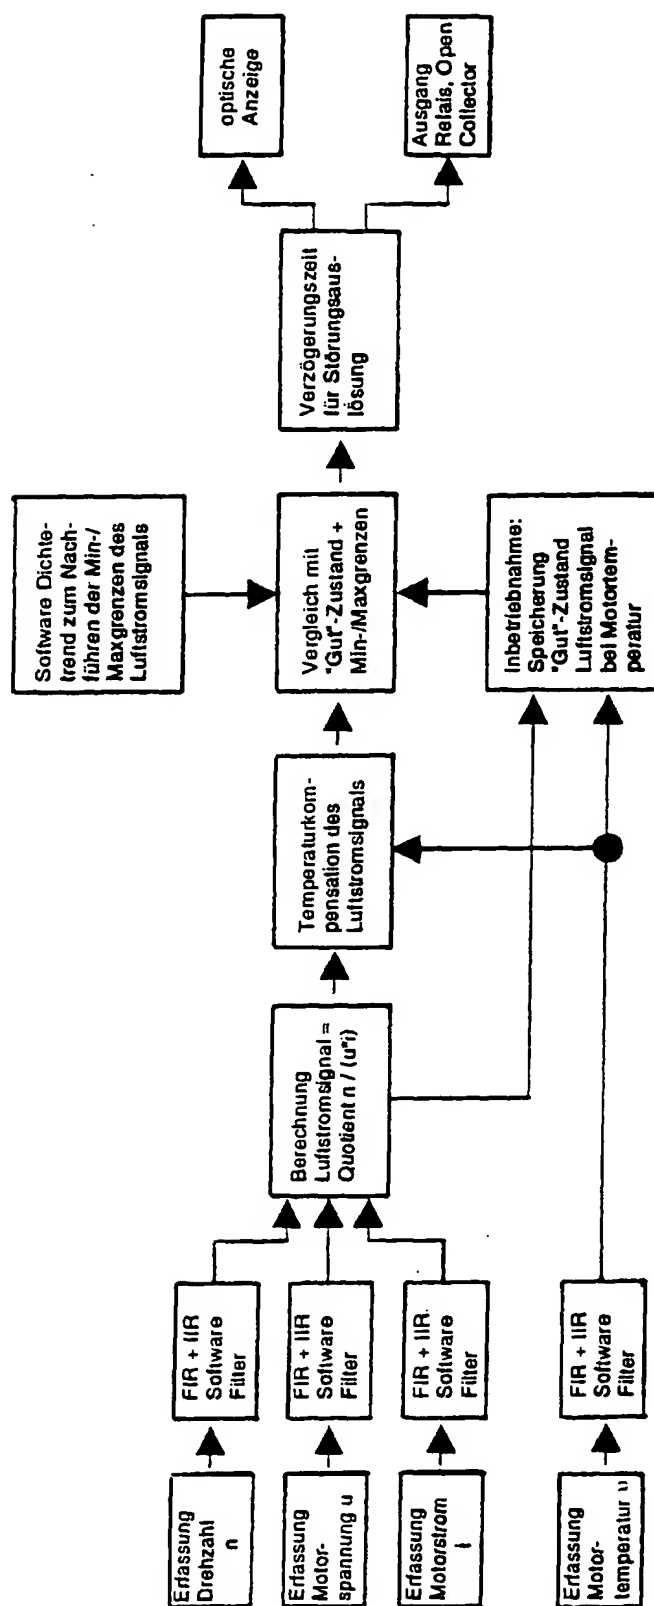 Erfassung
Drehzahl
n
FIR + IIR
Software
Filter
Erfassung
Motor-
spannung u
FIR + IIR
Software
Filter
Erfassung
Motorstrom
i
FIR + IIR
Software
Filter
Erfassung
Motor-
temperatur υ
FIR + IIR
Software
Filter
Berechnung
Luftstromsignal =
Quotient n / (u*i)
Temperaturkom-
pensation des
Luftstromsignals
Software Dichte-
trend zum Nach-
führen der Min-/
Maxgrenzen des
Luftstromsignals
Vergleich mit
"Gut"-Zustand +
Min-/Maxgrenzen
Inbetriebnahme:
Speicherung
"Gut"-Zustand
Luftstromsignal
bei Motortem-
peratur
Verzögerungszeit
für Störungsaus-
lösung
optische
Anzeige
Ausgang
Relais, Open
Collector